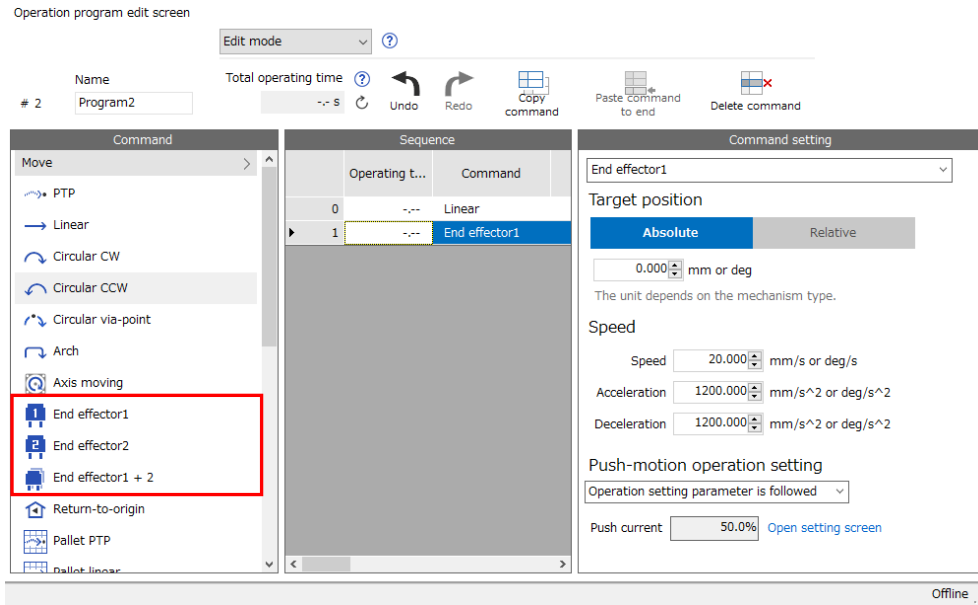 Operation program edit screen
Edit mode
?
Name
Total operating time ?
# 2 Program2
-.- s
Undo
Redo
Copy
command
Paste command
to end
Delete command
Command
Move
PTP
Linear
Circular CW
Circular CCW
Circular via-point
Arch
Axis moving
1 End effector1
2 End effector2
End effector1 + 2
Return-to-origin
Pallet PTP
Pallet linear
Sequence
Operating t... Command
0 -.-- Linear
1 -.-- End effector1
Command setting
End effector1
Target position
Absolute Relative
0.000 mm or deg
The unit depends on the mechanism type.
Speed
Speed 20.000 mm/s or deg/s
Acceleration 1200.000 mm/s^2 or deg/s^2
Deceleration 1200.000 mm/s^2 or deg/s^2
Push-motion operation setting
Operation setting parameter is followed
Push current 50.0% Open setting screen
Offline